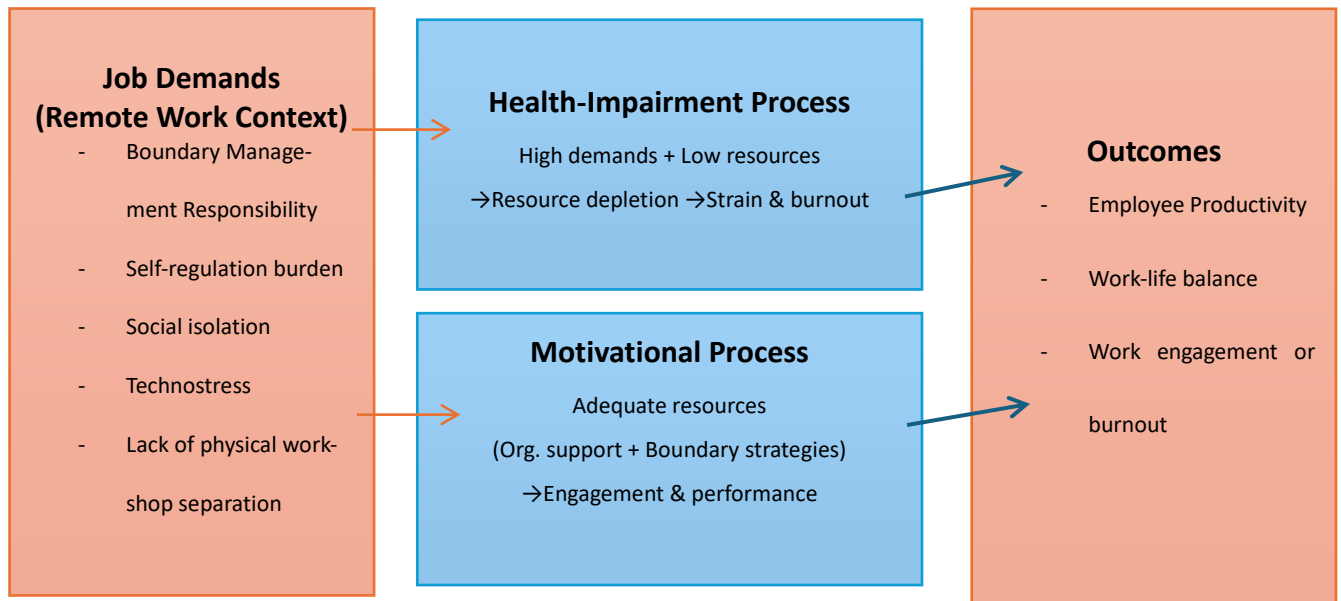 Job Demands
(Remote Work Context)
- Boundary Manage-
ment Responsibility
- Self-regulation burden
- Social isolation
- Technostress
- Lack of physical work-
shop separation
Health-Impairment Process
High demands + Low resources
→Resource depletion →Strain & burnout
Motivational Process
Adequate resources
(Org. support + Boundary strategies)
→Engagement & performance
Outcomes
- Employee Productivity
- Work-life balance
- Work engagement or
burnout